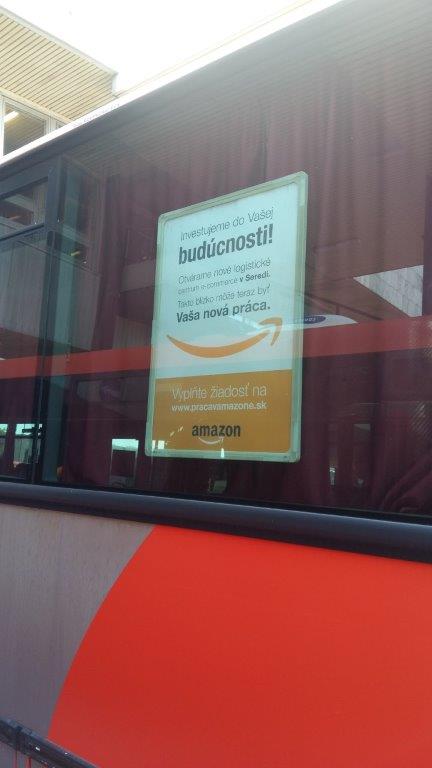 Investujeme do Vašej
budúcnosti!
Otvárame nové logistické
centrum e-commerce v Seredi.
Takto blízko môže teraz byť
Vaša nová práca.
Vyplňte žiadosť na
www.pracavamazone.sk
amazon